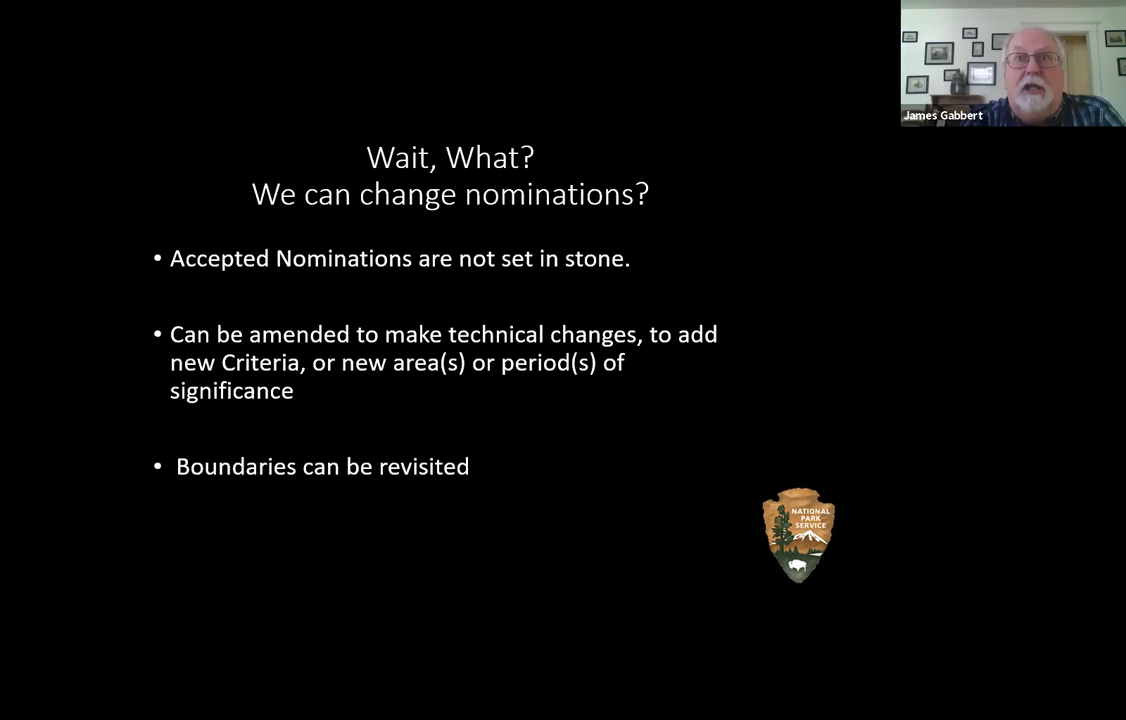 James Gabbert
Wait, What?
We can change nominations?
• Accepted Nominations are not set in stone.
• Can be amended to make technical changes, to add
new Criteria, or new area(s) or period(s) of
significance
• Boundaries can be revisited
NATIONAL
PARK
SERVICE